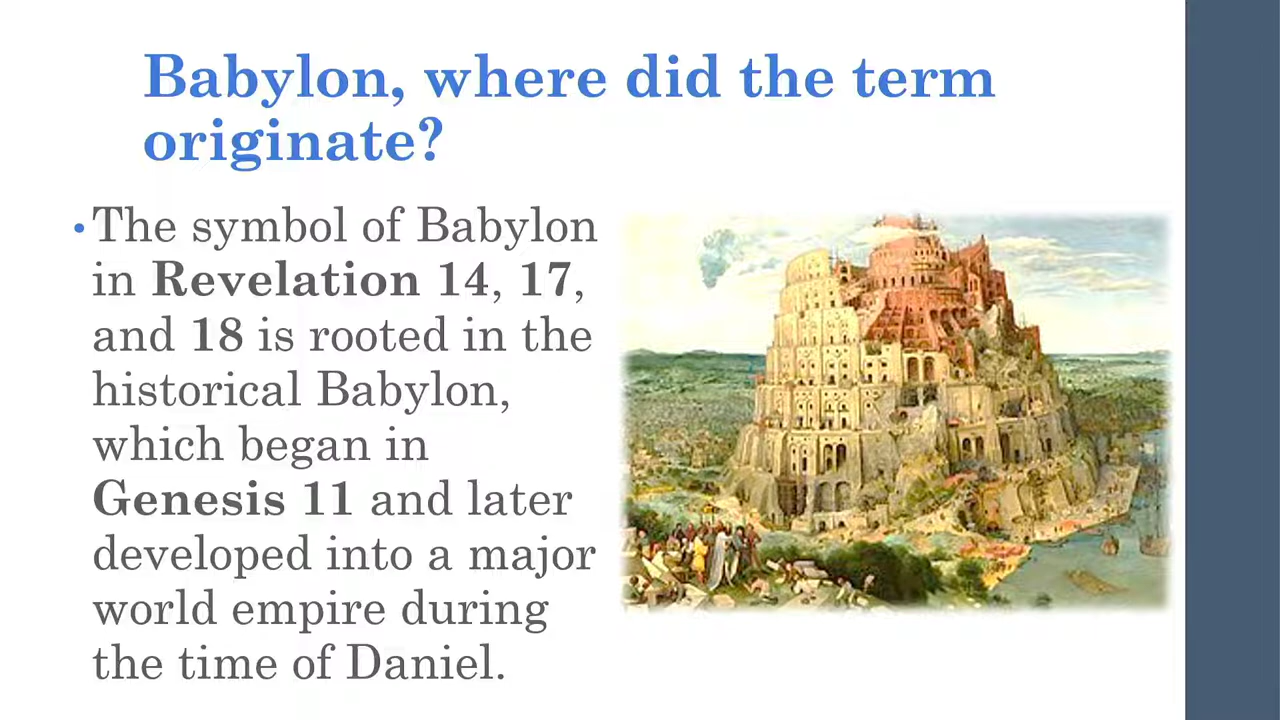 Babylon, where did the term
originate?
•The symbol of Babylon
in Revelation 14, 17,
and 18 is rooted in the
historical Babylon,
which began in
Genesis 11 and later
developed into a major
world empire during
the time of Daniel.